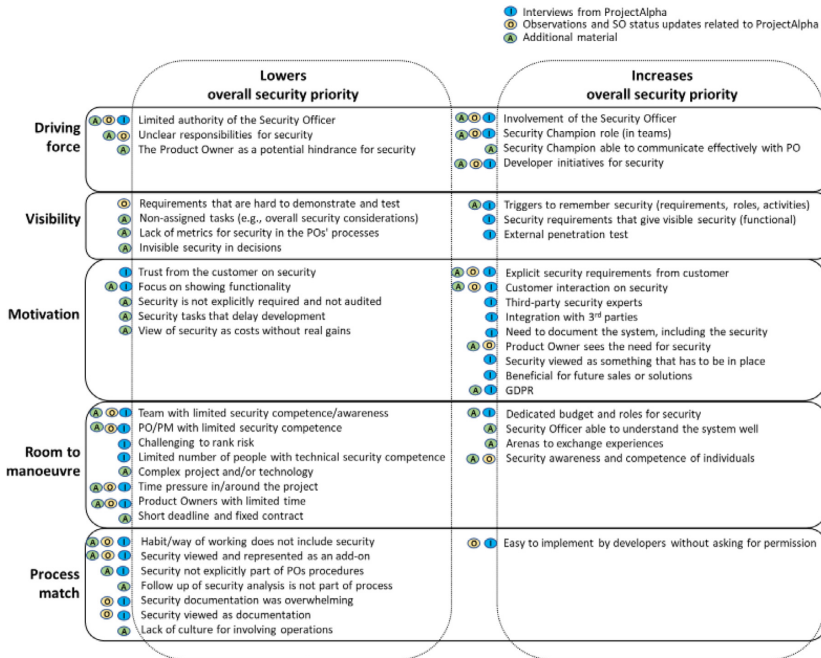 I Interviews from ProjectAlpha
O Observations and SO status updates related to ProjectAlpha
A Additional material
Lowers
overall security priority
Increases
overall security priority
Driving
force
A O I Limited authority of the Security Officer
A O Unclear responsibilities for security
A The Product Owner as a potential hindrance for security
A O I Involvement of the Security Officer
A O I Security Champion role (in teams)
A Security Champion able to communicate effectively with PO
A O I Developer initiatives for security
Visibility
O Requirements that are hard to demonstrate and test
A Non-assigned tasks (e.g., overall security considerations)
A Lack of metrics for security in the POs' processes
A Invisible security in decisions
A I Triggers to remember security (requirements, roles, activities)
I Security requirements that give visible security (functional)
I External penetration test
Motivation
I Trust from the customer on security
A I Focus on showing functionality
A Security is not explicitly required and not audited
A Security tasks that delay development
A View of security as costs without real gains
A O I Explicit security requirements from customer
A O I Customer interaction on security
I Third-party security experts
I Integration with 3rd parties
I Need to document the system, including the security
A O Product Owner sees the need for security
I Security viewed as something that has to be in place
I Beneficial for future sales or solutions
A I GDPR
Room to
manoeuvre
A O I Team with limited security competence/awareness
A O I PO/PM with limited security competence
I Challenging to rank risk
I Limited number of people with technical security competence
A Complex project and/or technology
A O I Time pressure in/around the project
A O I Product Owners with limited time
A Short deadline and fixed contract
A I Dedicated budget and roles for security
A Security Officer able to understand the system well
A Arenas to exchange experiences
A O Security awareness and competence of individuals
Process
match
A O I Habit/way of working does not include security
A O I Security viewed and represented as an add-on
A I Security not explicitly part of POs procedures
A Follow up of security analysis is not part of process
O I Security documentation was overwhelming
O I Security viewed as documentation
A Lack of culture for involving operations
O I Easy to implement by developers without asking for permission